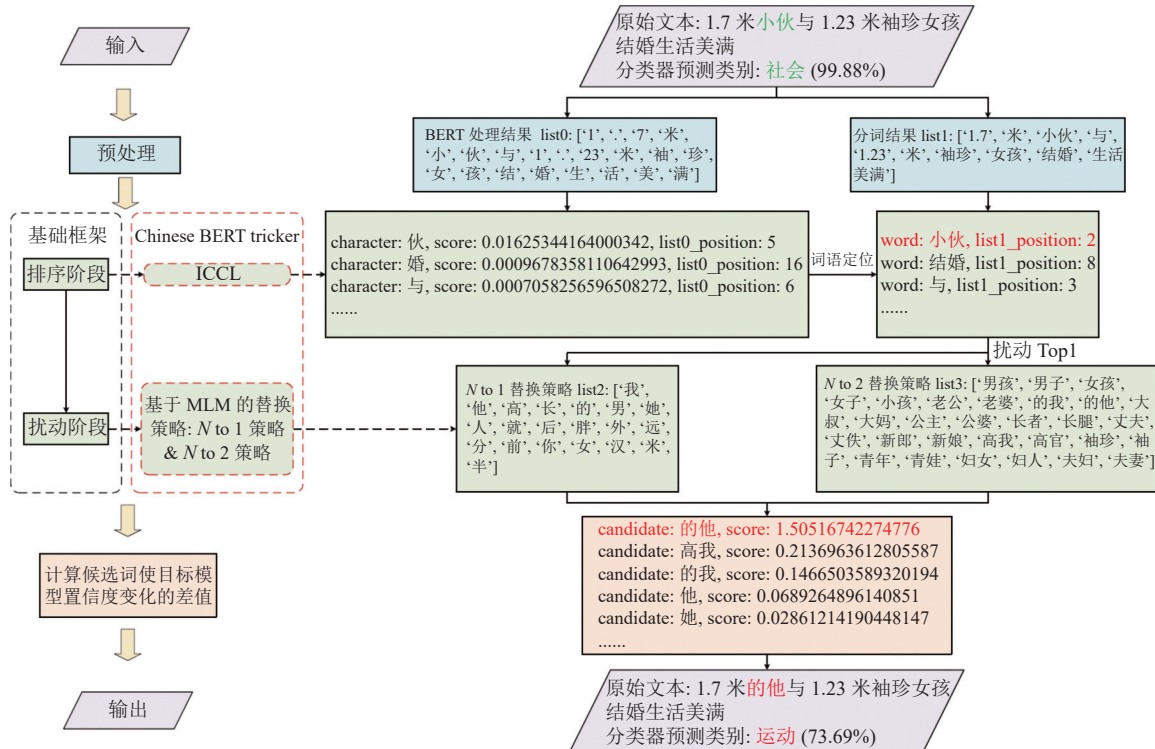 输入
预处理
基础框架
Chinese BERT tricker
排序阶段
ICCL
扰动阶段
基于 MLM 的替换
策略: N to 1 策略
& N to 2 策略
计算候选词使目标模
型置信度变化的差值
输出
原始文本: 1.7 米小伙与 1.23 米袖珍女孩
结婚生活美满
分类器预测类别: 社会 (99.88%)
BERT 处理结果 list0: [‘1’, ‘.’, ‘7’, ‘米’,
‘小’, ‘伙’, ‘与’, ‘1’, ‘.’, ‘23’, ‘米’, ‘袖’, ‘珍’,
‘女’, ‘孩’, ‘结’, ‘婚’, ‘生’, ‘活’, ‘美’, ‘满’]
分词结果 list1: [‘1.7’, ‘米’, ‘小伙’, ‘与’,
‘1.23’, ‘米’, ‘袖珍’, ‘女孩’, ‘结婚’, ‘生活
美满’]
character: 伙, score: 0.01625344164000342, list0_position: 5
character: 婚, score: 0.0009678358110642993, list0_position: 16
character: 与, score: 0.0007058256596508272, list0_position: 6
......
词语定位
word: 小伙, list1_position: 2
word: 结婚, list1_position: 8
word: 与, list1_position: 3
......
扰动 Top1
N to 1 替换策略 list2: [‘我’,
‘他’, ‘高’, ‘长’, ‘的’, ‘男’, ‘她’,
‘人’, ‘就’, ‘后’, ‘胖’, ‘外’, ‘远’,
‘分’, ‘前’, ‘你’, ‘女’, ‘汉’, ‘米’,
‘半’]
N to 2 替换策略 list3: [‘男孩’, ‘男子’, ‘女孩’,
‘女子’, ‘小孩’, ‘老公’, ‘老婆’, ‘的我’, ‘的他’, ‘大
叔’, ‘大妈’, ‘公主’, ‘公婆’, ‘长者’, ‘长腿’, ‘丈夫’,
‘丈佚’, ‘新郎’, ‘新娘’, ‘高我’, ‘高官’, ‘袖珍’, ‘袖
子’, ‘青年’, ‘青娃’, ‘妇女’, ‘妇人’, ‘夫妇’, ‘夫妻’]
candidate: 的他, score: 1.50516742274776
candidate: 高我, score: 0.2136963612805587
candidate: 的我, score: 0.1466503589320194
candidate: 他, score: 0.0689264896140851
candidate: 她, score: 0.02861214190448147
......
原始文本: 1.7 米的他与 1.23 米袖珍女孩
结婚生活美满
分类器预测类别: 运动 (73.69%)